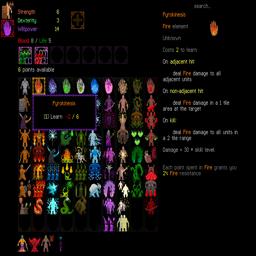 search..
Strength 8
Dexterity 3
Willpower 14
Blood 8 / Life 5
6 points available
Pyrokinesis
Learn
/ 6
Pyrokinesis
Fire element
Unknown
Costs 2 to learn
On adjacent hit
deal Fire damage to all
adjacent units
On non-adjacent hit
deal Fire damage in a 1 tile
area at the target
On kill
deal Fire damage to all units in
a 2 tile range
Damage = 30 × skill level
Each point spent in Fire grants you
2% Fire resistance